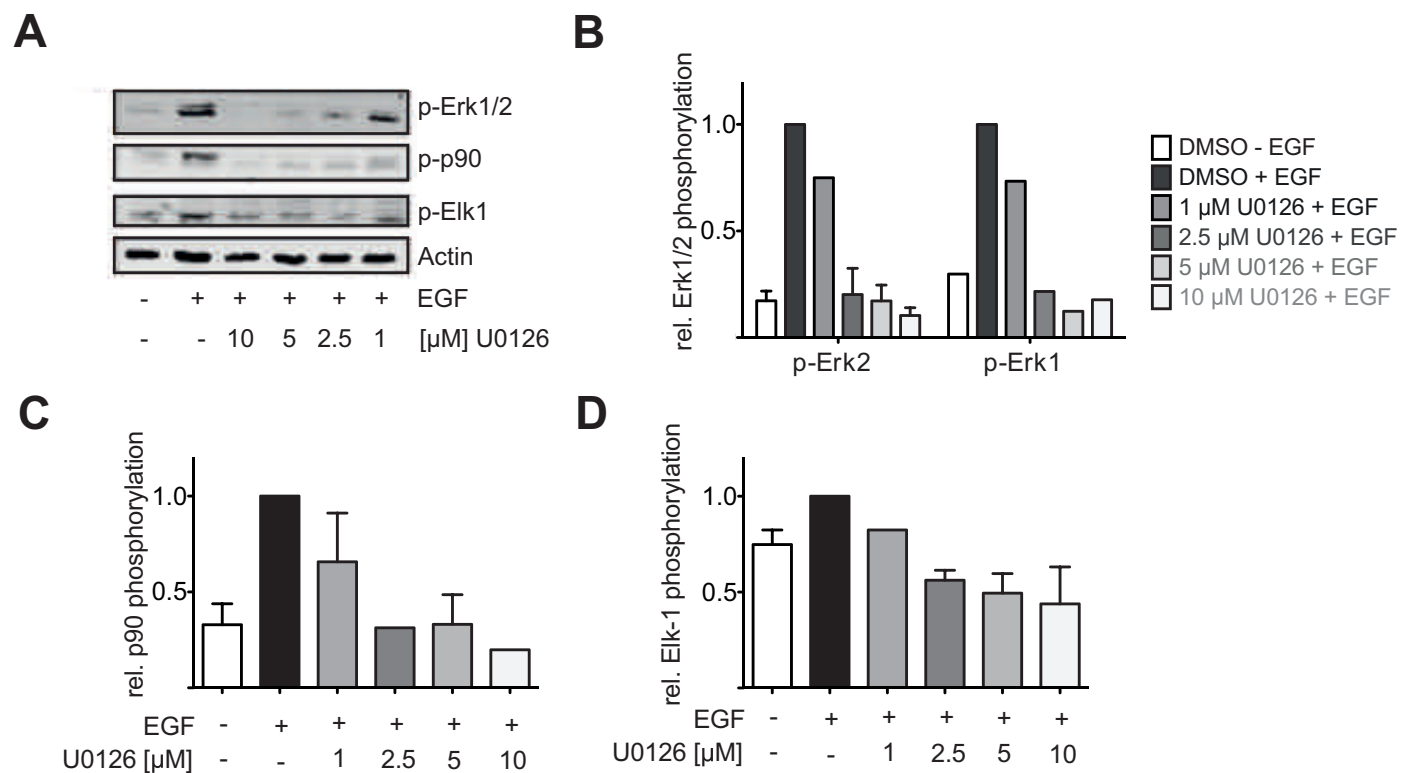 A
p-Erk1/2
p-p90
p-Elk1
Actin
- + + + + + EGF
- - 10 5 2.5 1 [µM] U0126
B
rel. Erk1/2 phosphorylation
1.0
0.5
p-Erk2 p-Erk1
DMSO - EGF
DMSO + EGF
1 µM U0126 + EGF
2.5 µM U0126 + EGF
5 µM U0126 + EGF
10 µM U0126 + EGF
C
rel. p90 phosphorylation
1.0
0.5
EGF - + + + + +
U0126 [µM] - - 1 2.5 5 10
D
rel. Elk-1 phosphorylation
1.0
0.5
EGF - + + + + +
U0126 [µM] - - 1 2.5 5 10